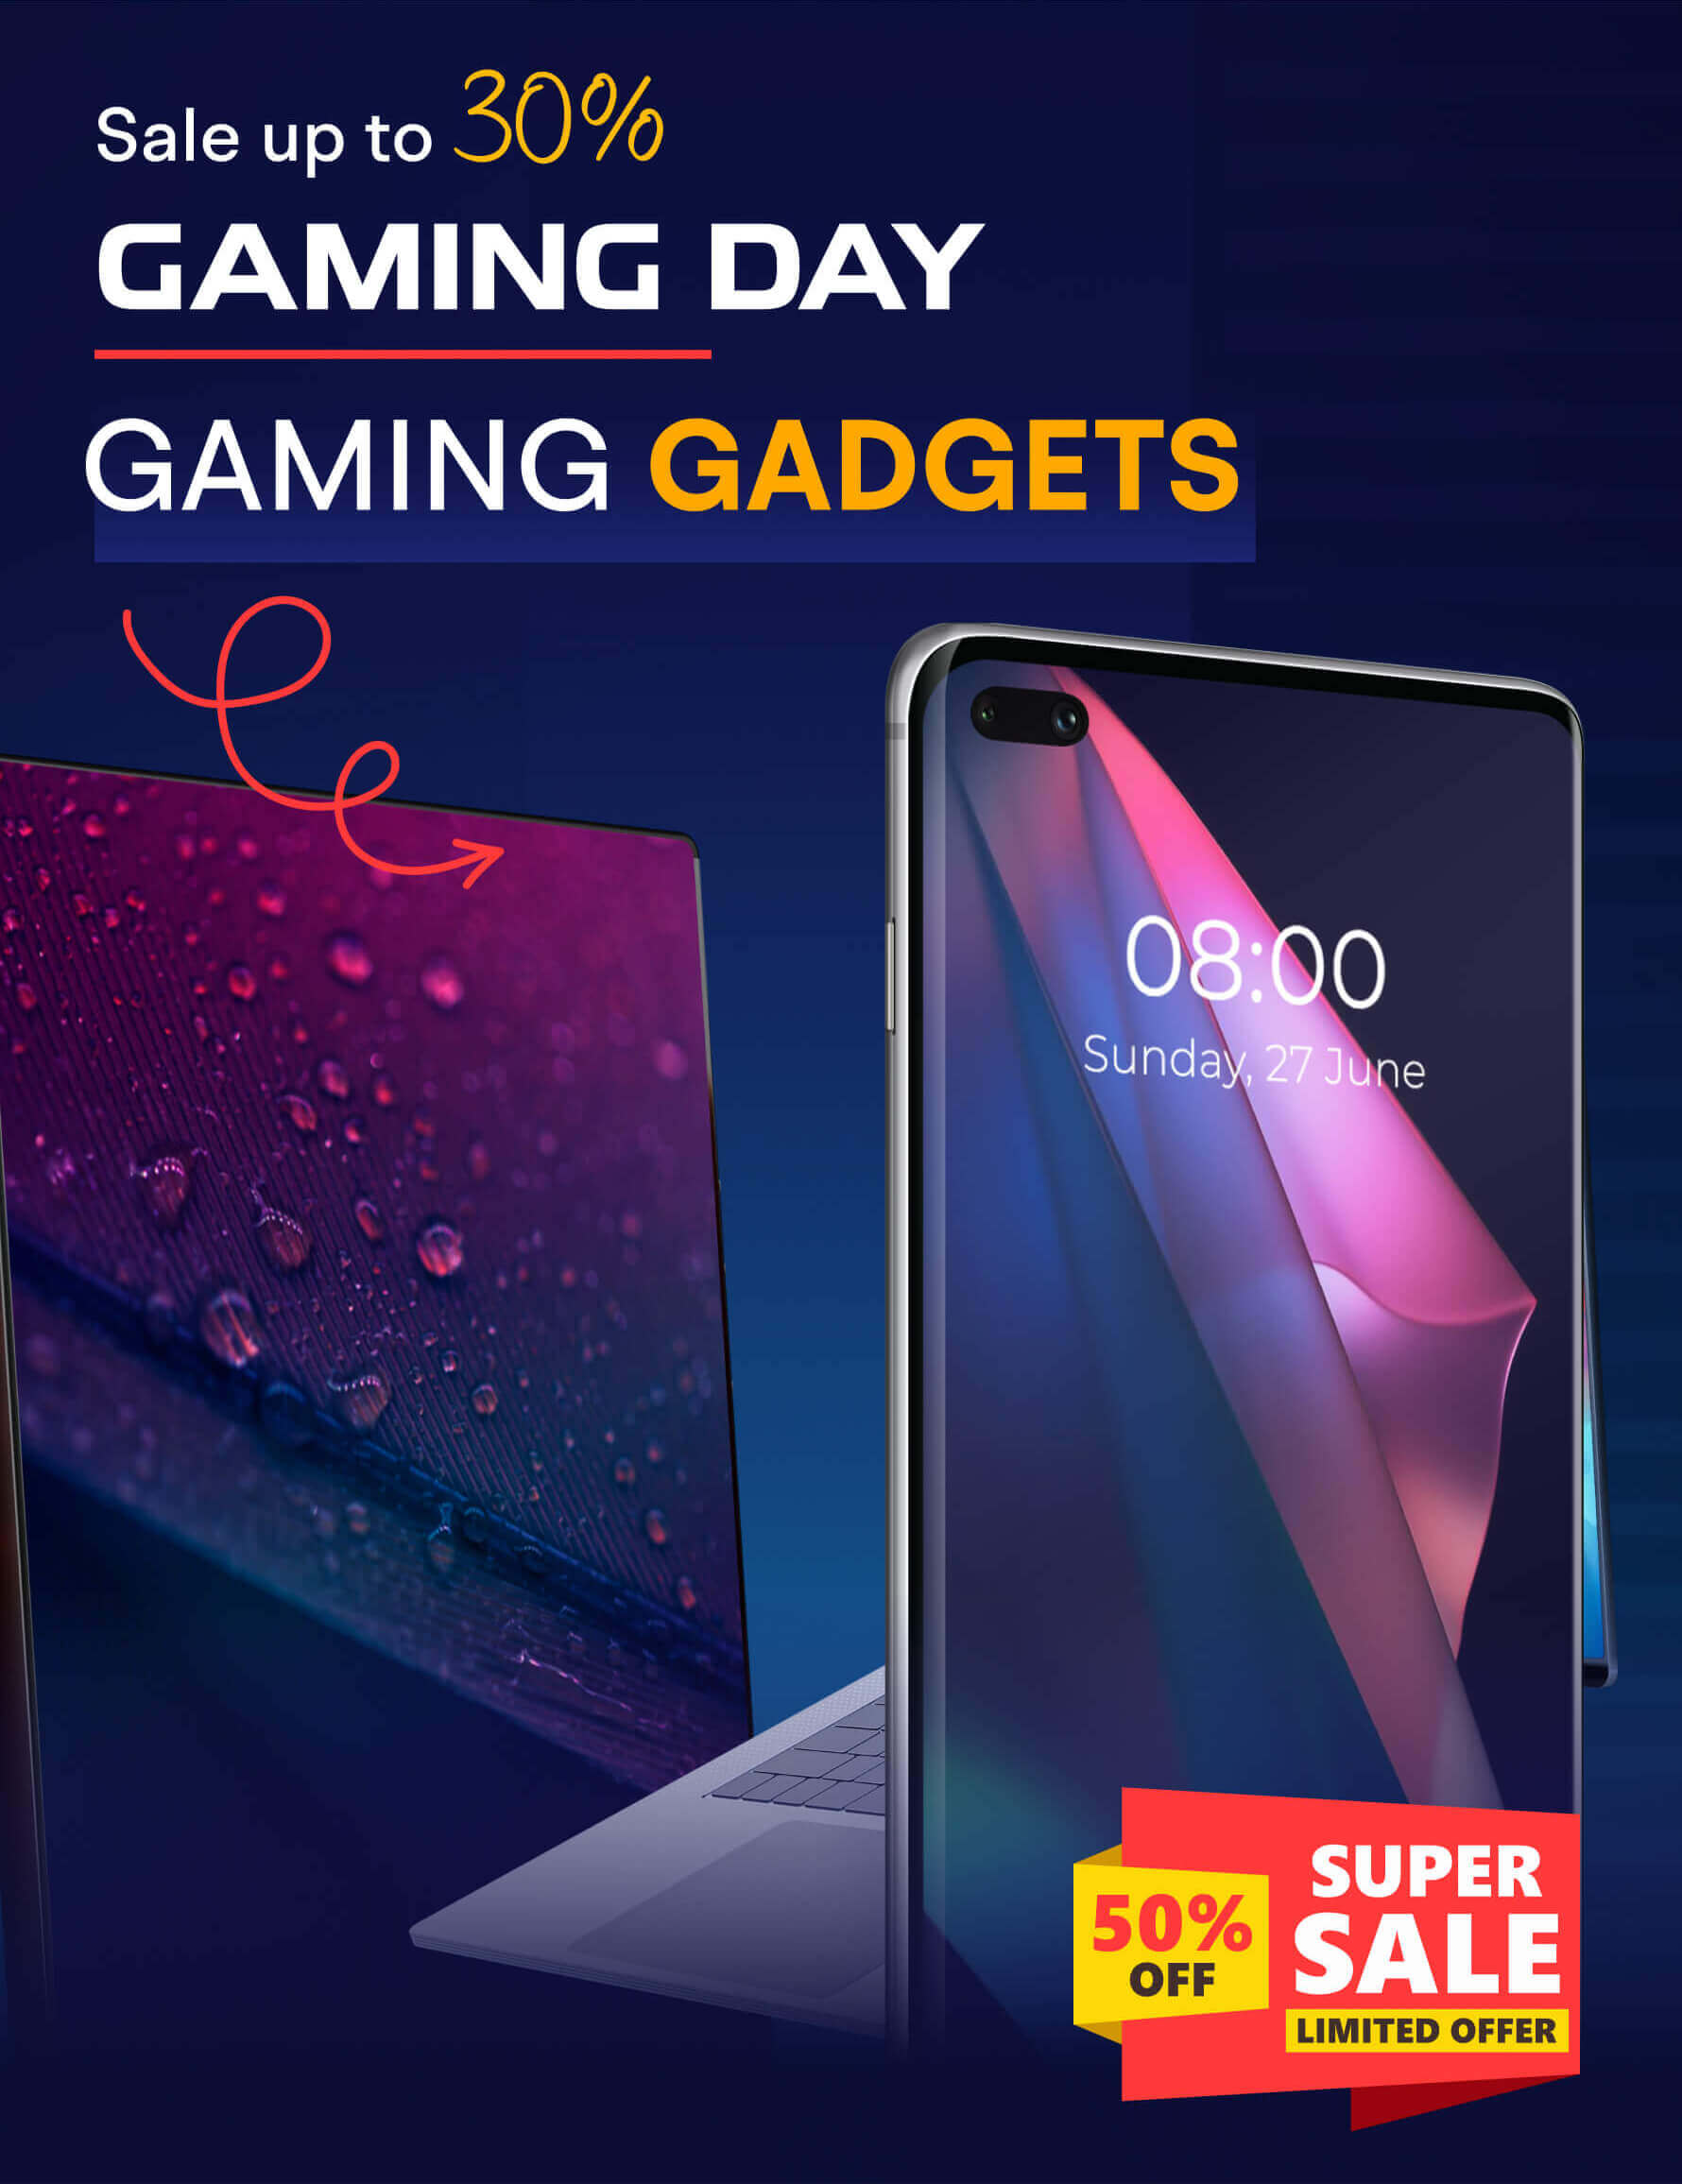 Sale up to 30%
GAMING DAY
GAMING GADGETS
08:00
Sunday, 27 June
50%
OFF
SUPER
SALE
LIMITED OFFER